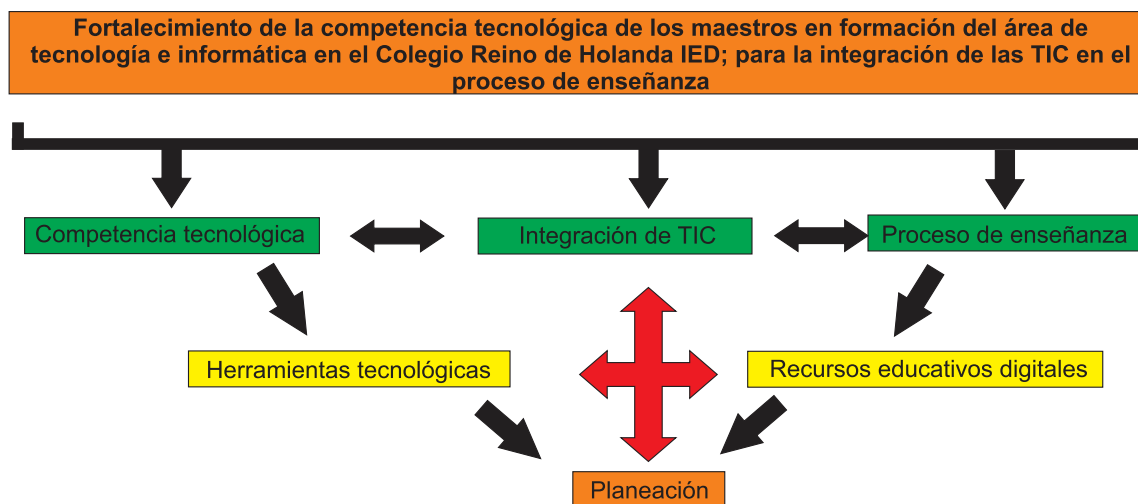 Fortalecimiento de la competencia tecnológica de los maestros en formación del área de
tecnología e informática en el Colegio Reino de Holanda IED; para la integración de las TIC en el
proceso de enseñanza
Competencia tecnológica
Integración de TIC
Proceso de enseñanza
Herramientas tecnológicas
Recursos educativos digitales
Planeación